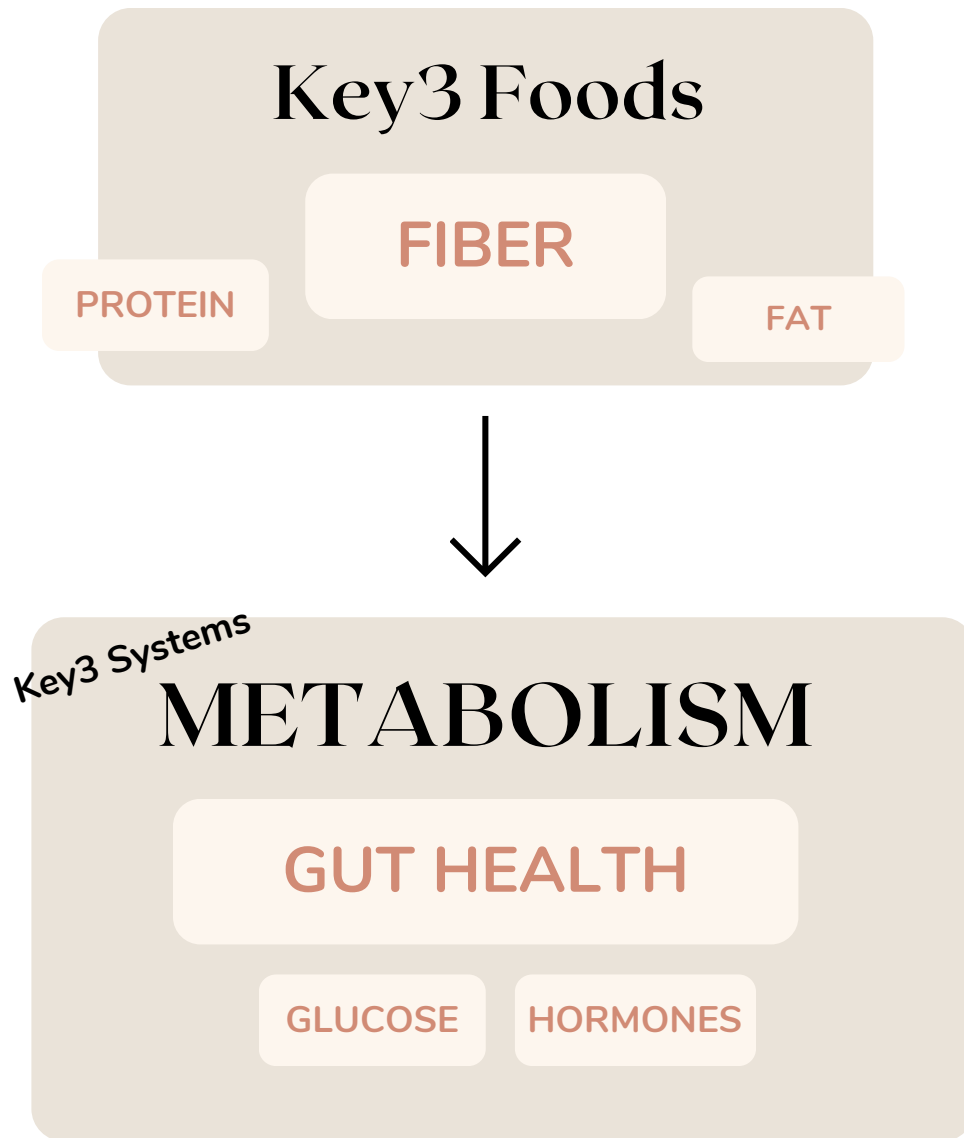 Key3 Foods
FIBER
PROTEIN
FAT
Key3 Systems
METABOLISM
GUT HEALTH
GLUCOSE
HORMONES